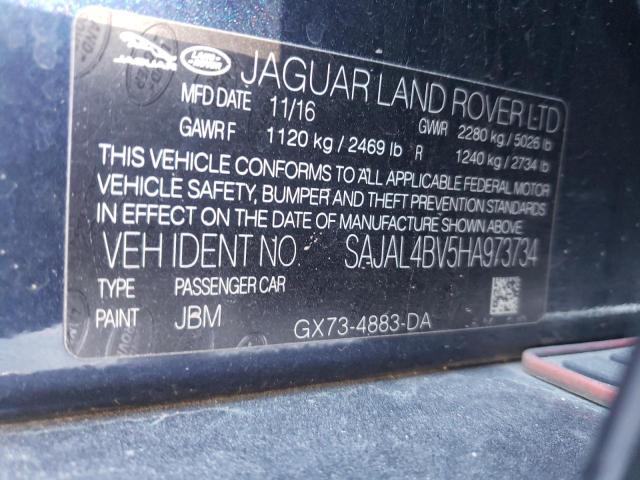 JAGUAR LAND-ROVER JAGUAR LAND ROVER LTD
MFD DATE 11/16 GVWR 2280 kg / 5026 lb
GAWR F 1120 kg / 2469 lb R 1240 kg / 2734 lb
THIS VEHICLE CONFORMS TO ALL APPLICABLE FEDERAL MOTOR
VEHICLE SAFETY, BUMPER AND THEFT PREVENTION STANDARDS
IN EFFECT ON THE DATE OF MANUFACTURE SHOWN ABOVE.
VEH IDENT NO SAJAL4BV5HA973734
TYPE PASSENGER CAR
PAINT JBM GX73-4883-DA